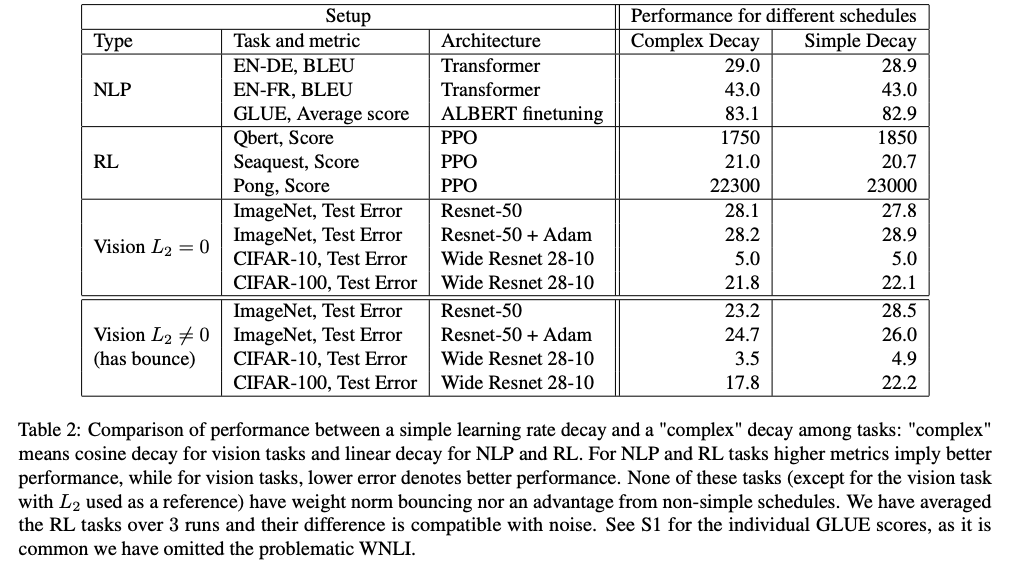 Setup Performance for different schedules
Type Task and metric Architecture Complex Decay Simple Decay
EN-DE, BLEU Transformer 29.0 28.9
NLP EN-FR, BLEU Transformer 43.0 43.0
GLUE, Average score ALBERT finetuning 83.1 82.9
Qbert, Score PPO 1750 1850
RL Seaquest, Score PPO 21.0 20.7
Pong, Score PPO 22300 23000
ImageNet, Test Error Resnet-50 28.1 27.8
Vision L₂ = 0 ImageNet, Test Error Resnet-50 + Adam 28.2 28.9
CIFAR-10, Test Error Wide Resnet 28-10 5.0 5.0
CIFAR-100, Test Error Wide Resnet 28-10 21.8 22.1
ImageNet, Test Error Resnet-50 23.2 28.5
Vision L₂ ≠ 0 ImageNet, Test Error Resnet-50 + Adam 24.7 26.0
(has bounce) CIFAR-10, Test Error Wide Resnet 28-10 3.5 4.9
CIFAR-100, Test Error Wide Resnet 28-10 17.8 22.2
Table 2: Comparison of performance between a simple learning rate decay and a "complex" decay among tasks: "complex"
means cosine decay for vision tasks and linear decay for NLP and RL. For NLP and RL tasks higher metrics imply better
performance, while for vision tasks, lower error denotes better performance. None of these tasks (except for the vision task
with L₂ used as a reference) have weight norm bouncing nor an advantage from non-simple schedules. We have averaged
the RL tasks over 3 runs and their difference is compatible with noise. See S1 for the individual GLUE scores, as it is
common we have omitted the problematic WNLI.